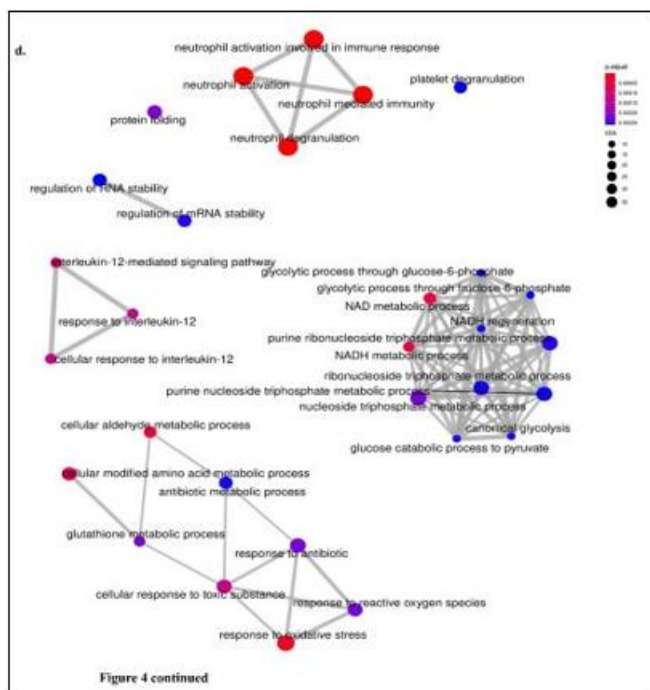 d.
neutrophil activation involved in immune response
neutrophil activation
platelet degranulation
neutrophil mediated immunity
protein folding
neutrophil degranulation
p.adjust
size
regulation of RNA stability
regulation of mRNA stability
interleukin-12-mediated signaling pathway
response to interleukin-12
cellular response to interleukin-12
glycolytic process through glucose-6-phosphate
glycolytic process through fructose-6-phosphate
NAD metabolic process
NADH regeneration
purine ribonucleoside triphosphate metabolic process
NADH metabolic process
ribonucleoside triphosphate metabolic process
purine nucleoside triphosphate metabolic process
nucleoside triphosphate metabolic process
canonical glycolysis
glucose catabolic process to pyruvate
cellular aldehyde metabolic process
cellular modified amino acid metabolic process
antibiotic metabolic process
glutathione metabolic process
response to antibiotic
cellular response to toxic substance
response to reactive oxygen species
response to oxidative stress
Figure 4 continued